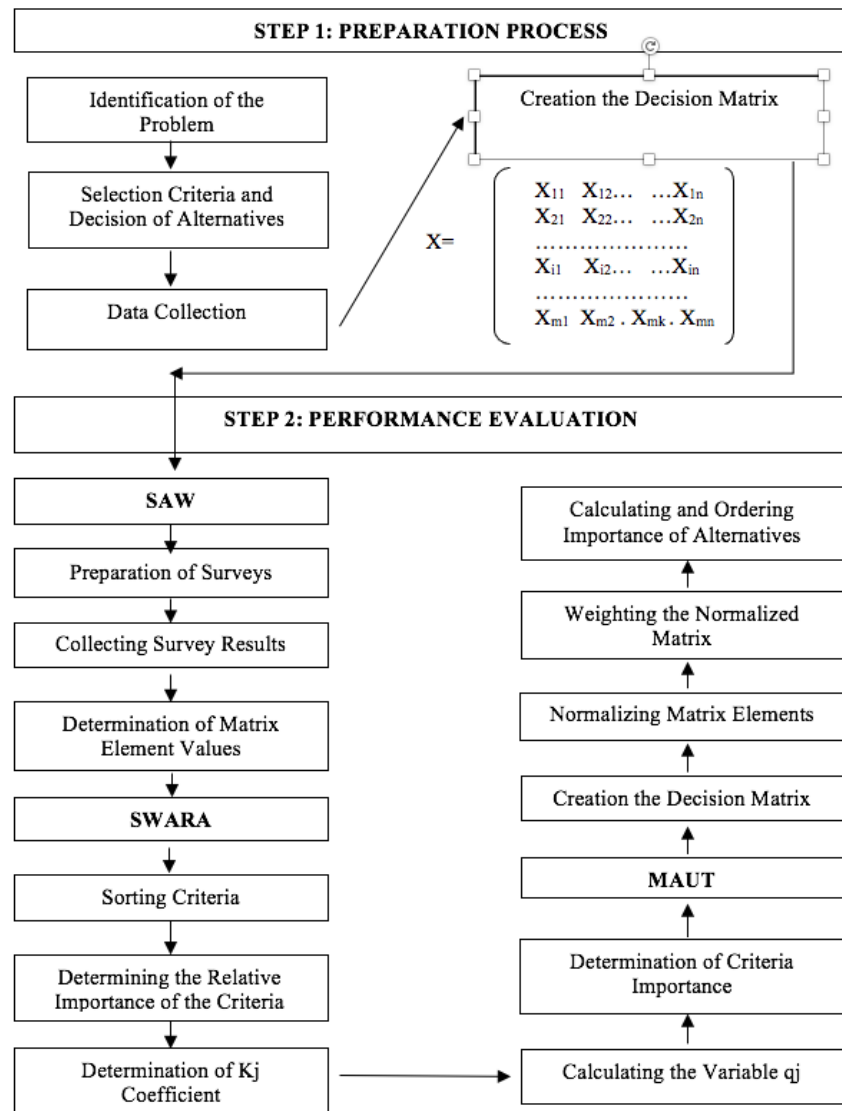 STEP 1: PREPARATION PROCESS
Identification of the
Problem
Selection Criteria and
Decision of Alternatives
Data Collection
Creation the Decision Matrix
X=
X11 X12... ...X1n
X21 X22... ...X2n
.......................
Xi1 Xi2... ...Xin
.......................
Xm1 Xm2 . Xmk . Xmn
STEP 2: PERFORMANCE EVALUATION
SAW
Preparation of Surveys
Collecting Survey Results
Determination of Matrix
Element Values
SWARA
Sorting Criteria
Determining the Relative
Importance of the Criteria
Determination of Kj
Coefficient
Calculating the Variable qj
Determination of Criteria
Importance
MAUT
Creation the Decision Matrix
Normalizing Matrix Elements
Weighting the Normalized
Matrix
Calculating and Ordering
Importance of Alternatives